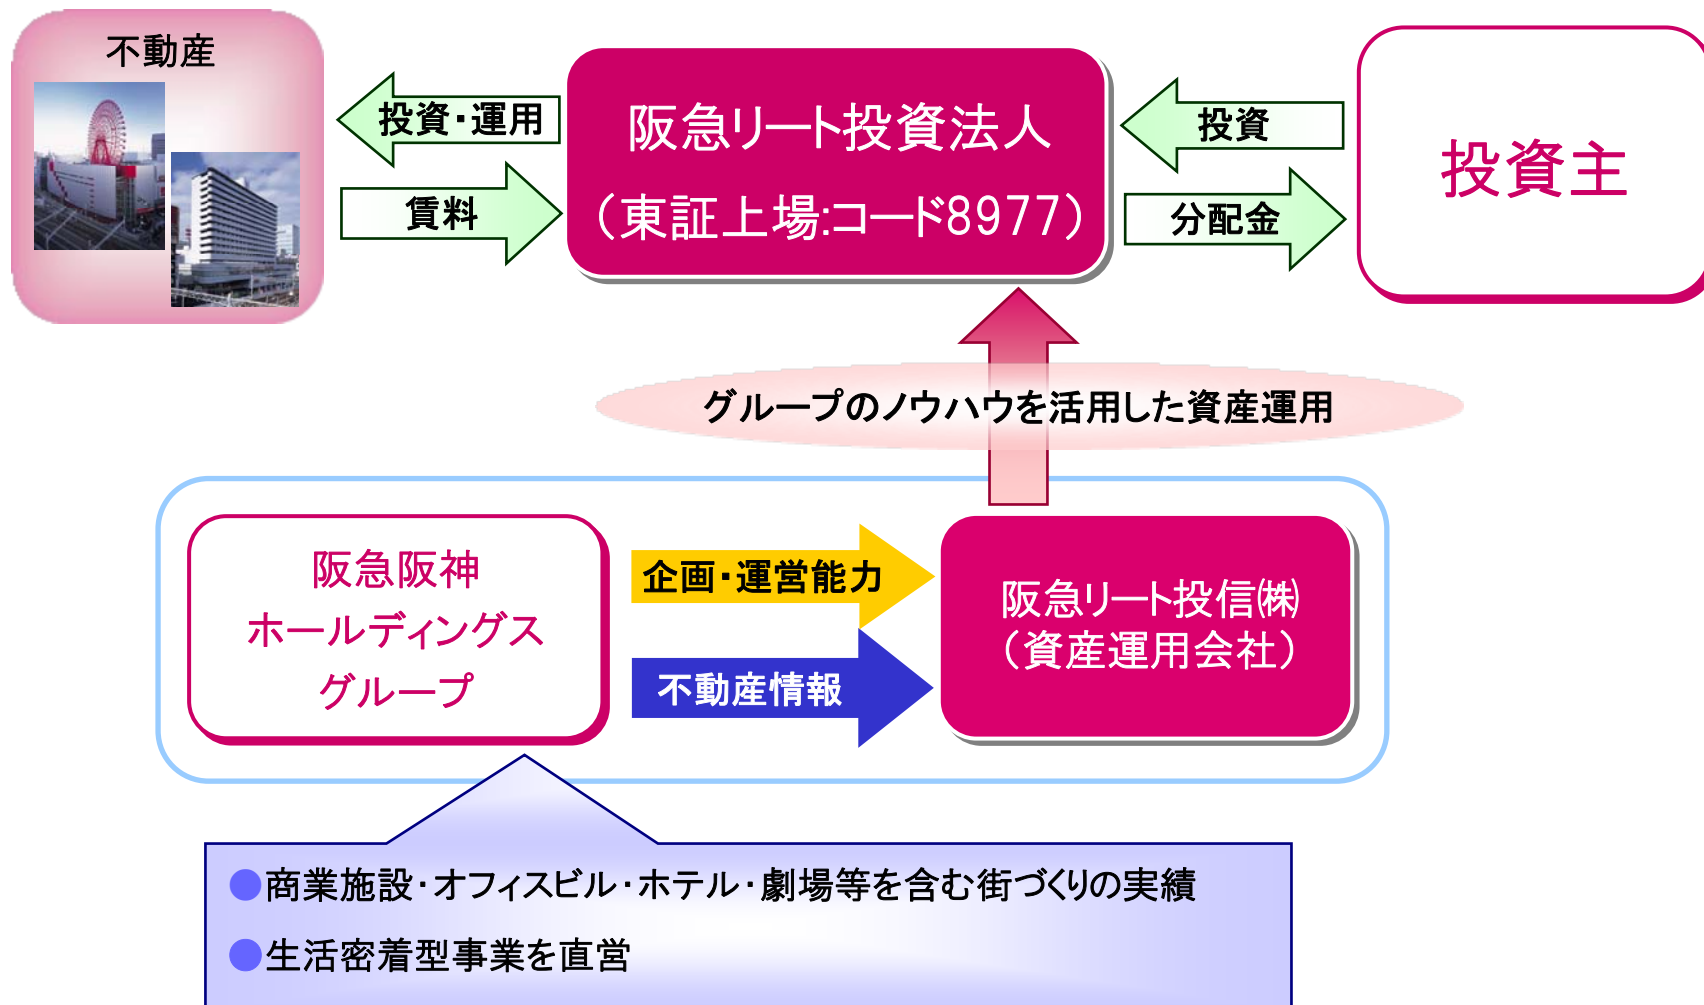 不動産
投資・運用
賃料
阪急リート投資法人
（東証上場:コード8977）
投資
分配金
投資主
グループのノウハウを活用した資産運用
阪急阪神
ホールディングス
グループ
企画・運営能力
不動産情報
阪急リート投信㈱
（資産運用会社）
●商業施設・オフィスビル・ホテル・劇場等を含む街づくりの実績
●生活密着型事業を直営